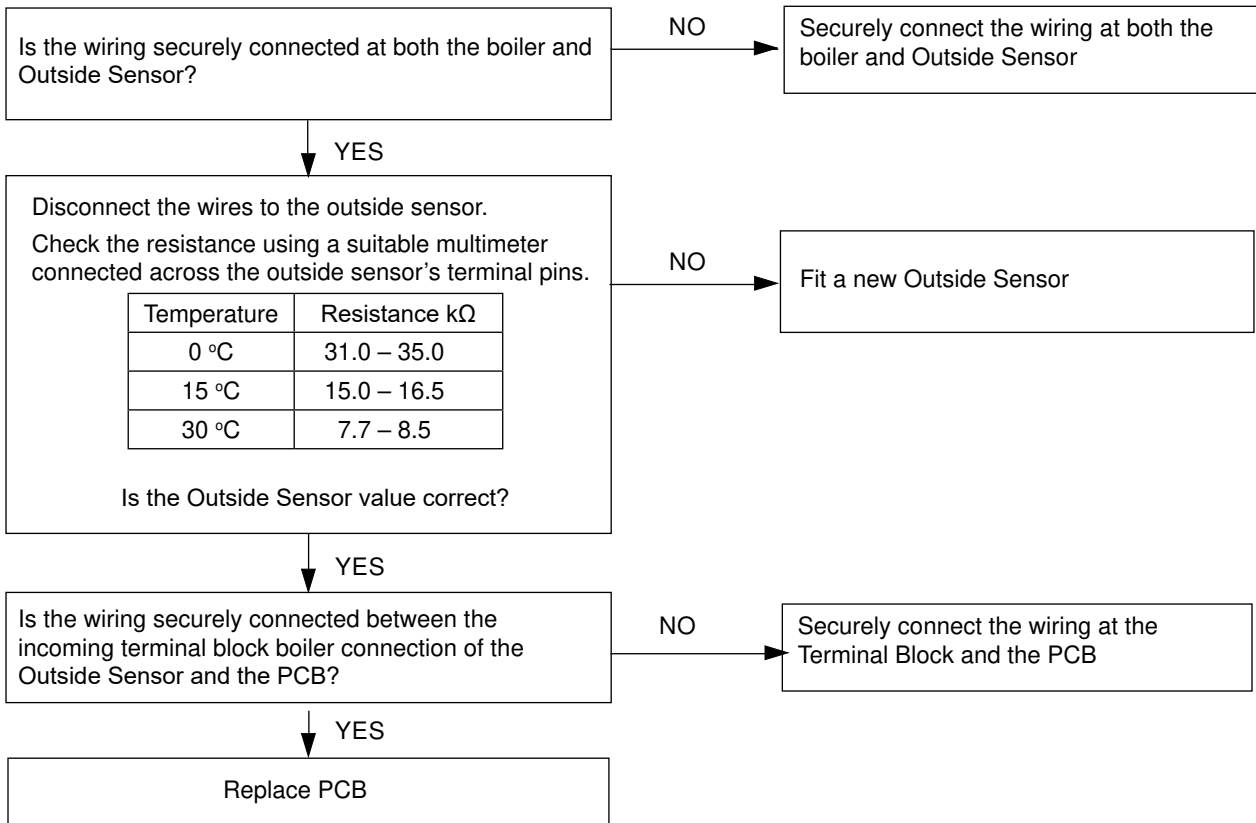 Is the wiring securely connected at both the boiler and
Outside Sensor?
NO
Securely connect the wiring at both the
boiler and Outside Sensor
YES
Disconnect the wires to the outside sensor.
Check the resistance using a suitable multimeter
connected across the outside sensor's terminal pins.
Temperature Resistance kΩ
0 °C 31.0 – 35.0
15 °C 15.0 – 16.5
30 °C 7.7 – 8.5
Is the Outside Sensor value correct?
NO
Fit a new Outside Sensor
YES
Is the wiring securely connected between the
incoming terminal block boiler connection of the
Outside Sensor and the PCB?
NO
Securely connect the wiring at the
Terminal Block and the PCB
YES
Replace PCB